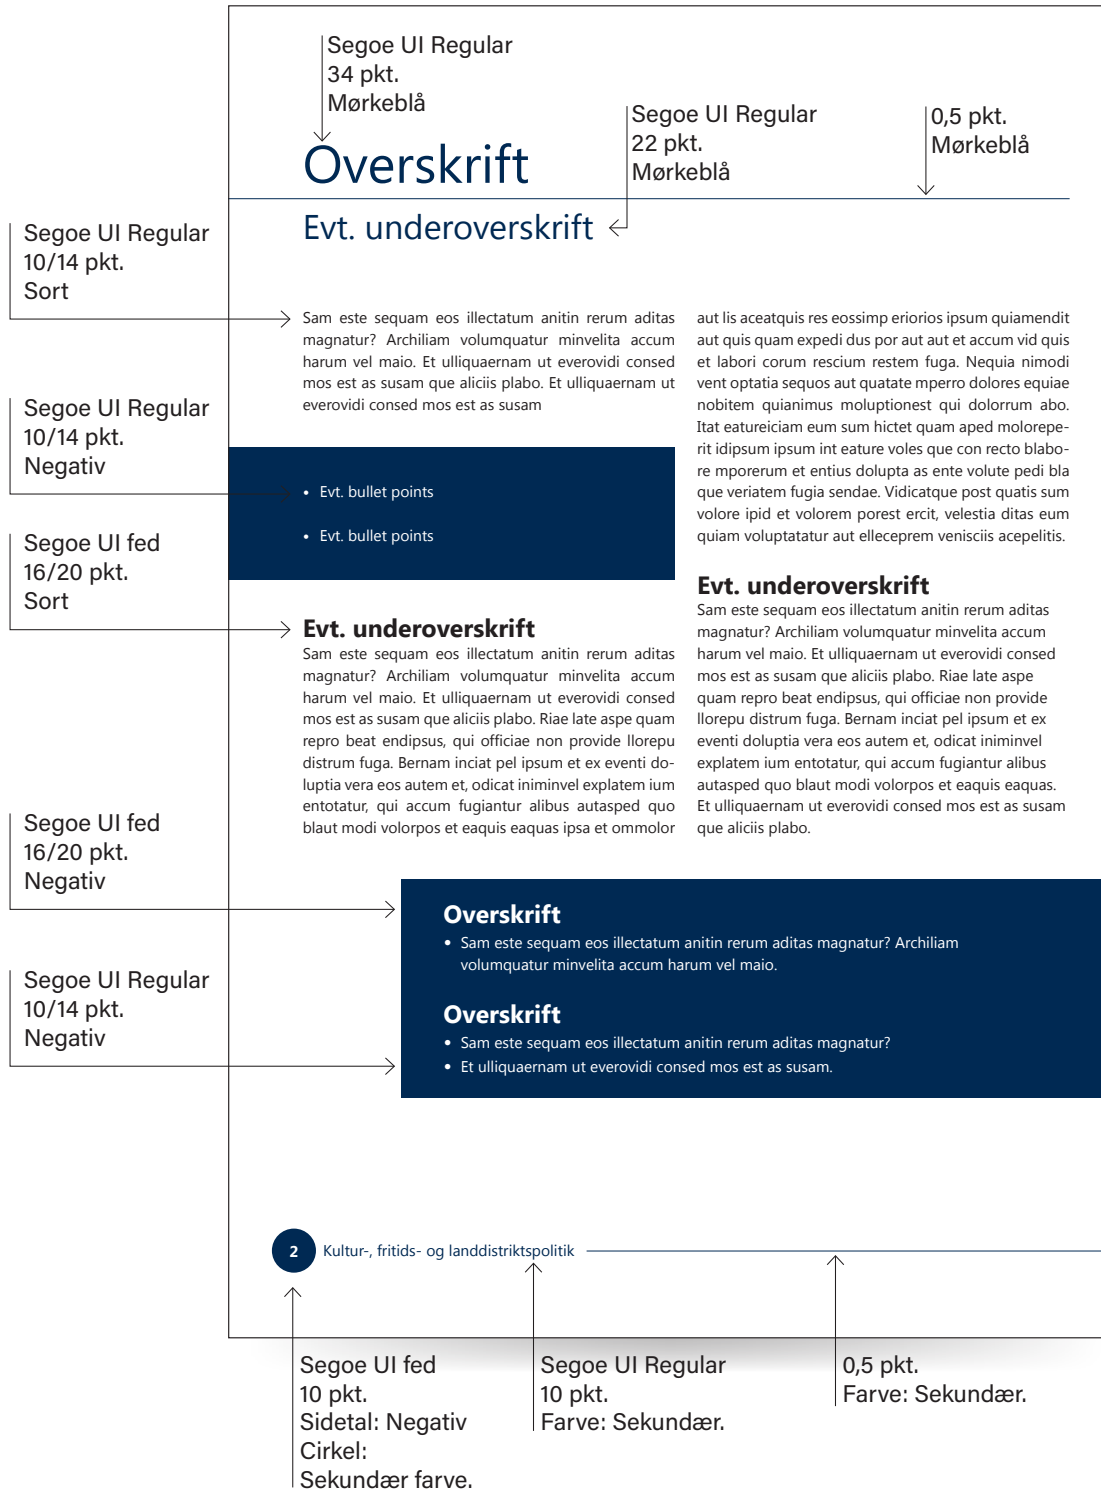 Segoe UI Regular
34 pkt.
Mørkeblå
Segoe UI Regular
22 pkt.
Mørkeblå
0,5 pkt.
Mørkeblå
Overskrift
Evt. underoverskrift
Segoe UI Regular
10/14 pkt.
Sort
Sam este sequam eos illectatum anitin rerum aditas
magnatur? Archiliam volumquatur minvelita accum
harum vel maio. Et ulliquaernam ut everovidi consed
mos est as susam que aliciis plabo. Et ulliquaernam ut
everovidi consed mos est as susam
Segoe UI Regular
10/14 pkt.
Negativ
• Evt. bullet points
• Evt. bullet points
Segoe UI fed
16/20 pkt.
Sort
Evt. underoverskrift
Sam este sequam eos illectatum anitin rerum aditas
magnatur? Archiliam volumquatur minvelita accum
harum vel maio. Et ulliquaernam ut everovidi consed
mos est as susam que aliciis plabo. Riae late aspe quam
repro beat endipsus, qui officiae non provide llorepu
distrum fuga. Bernam inciat pel ipsum et ex eventi do-
luptia vera eos autem et, odicat iniminvel explatem ium
entotatur, qui accum fugiantur alibus autasped quo
blaut modi volorpos et eaquis eaquas ipsa et ommolor
aut lis aceatquis res eossimp eriorios ipsum quiamendit
aut quis quam expedi dus por aut aut et accum vid quis
et labori corum rescium restem fuga. Nequia nimodi
vent optatia sequos aut quatate mperro dolores equiae
nobitem quianimus moluptionest qui dolorrum abo.
Itat eatureiciam eum sum hictet quam aped molorepe-
rit idipsum ipsum int eature voles que con recto blabo-
re mporerum et entius dolupta as ente volute pedi bla
que veriatem fugia sendae. Vidicatque post quatis sum
volore ipid et volorem porest ercit, velestia ditas eum
quiam voluptatatur aut elleceprem venisciis acepelitis.
Evt. underoverskrift
Sam este sequam eos illectatum anitin rerum aditas
magnatur? Archiliam volumquatur minvelita accum
harum vel maio. Et ulliquaernam ut everovidi consed
mos est as susam que aliciis plabo. Riae late aspe
quam repro beat endipsus, qui officiae non provide
llorepu distrum fuga. Bernam inciat pel ipsum et ex
eventi doluptia vera eos autem et, odicat iniminvel
explatem ium entotatur, qui accum fugiantur alibus
autasped quo blaut modi volorpos et eaquis eaquas.
Et ulliquaernam ut everovidi consed mos est as susam
que aliciis plabo.
Segoe UI fed
16/20 pkt.
Negativ
Overskrift
• Sam este sequam eos illectatum anitin rerum aditas magnatur? Archiliam
volumquatur minvelita accum harum vel maio.
Segoe UI Regular
10/14 pkt.
Negativ
Overskrift
• Sam este sequam eos illectatum anitin rerum aditas magnatur?
• Et ulliquaernam ut everovidi consed mos est as susam.
2 Kultur-, fritids- og landdistriktspolitik
Segoe UI fed
10 pkt.
Sidetal: Negativ
Cirkel:
Sekundær farve.
Segoe UI Regular
10 pkt.
Farve: Sekundær.
0,5 pkt.
Farve: Sekundær.